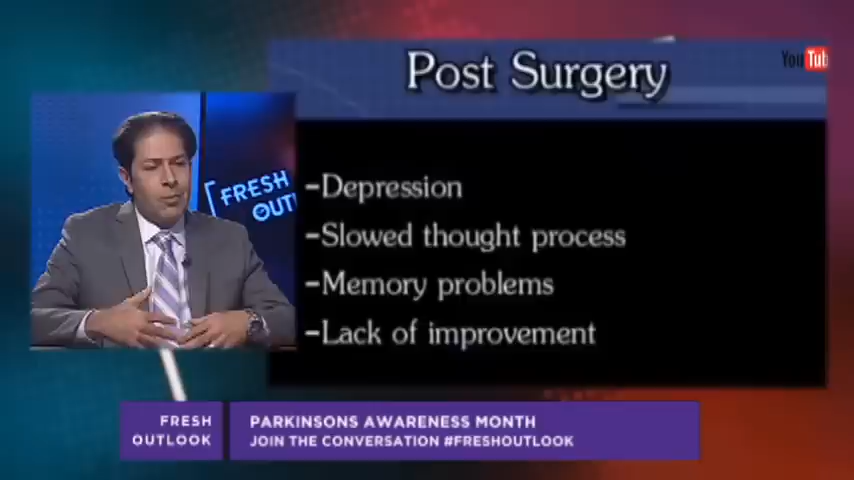 Post Surgery
YouTub
FRESH
OUT
-Depression
-Slowed thought process
-Memory problems
-Lack of improvement
FRESH
OUTLOOK
PARKINSONS AWARENESS MONTH
JOIN THE CONVERSATION #FRESHOUTLOOK